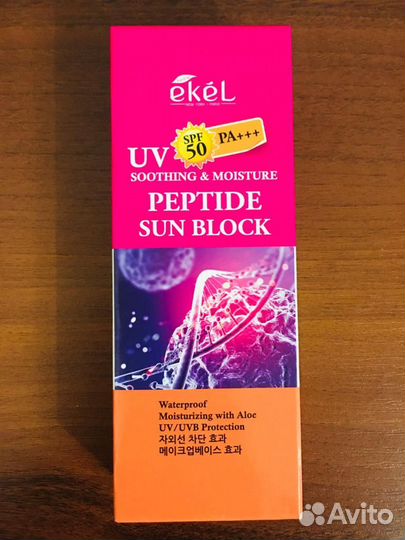 ekeL
UV SPF 50 PA+++
SOOTHING & MOISTURE
PEPTIDE
SUN BLOCK
Waterproof
Moisturizing with Aloe
UV/UVB Protection
자외선 차단 효과
메이크업베이스 효과
Avito